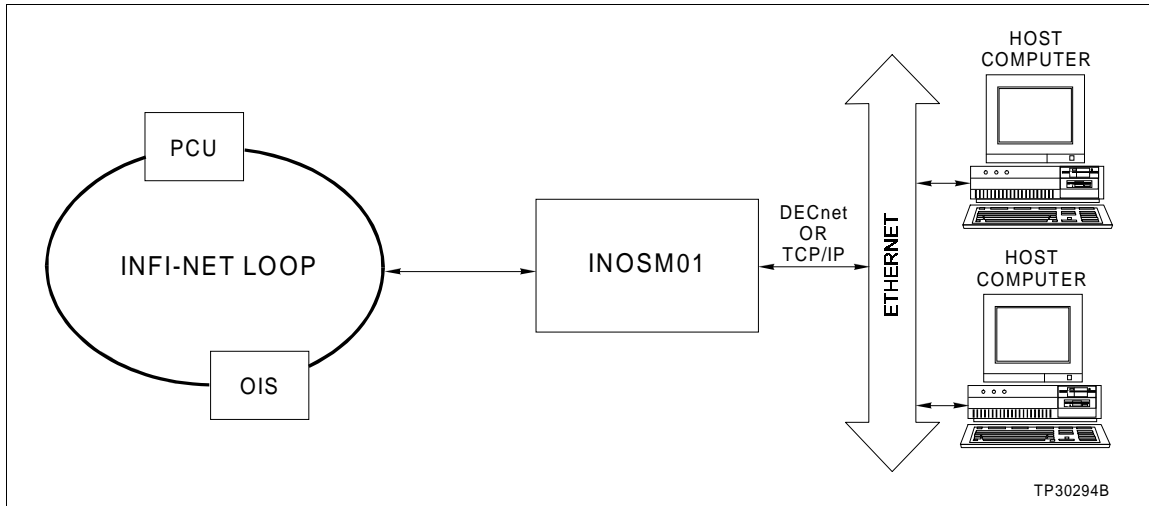 PCU
INFI-NET LOOP
OIS
INOSM01
DECnet
OR
TCP/IP
ETHERNET
HOST
COMPUTER
HOST
COMPUTER
TP30294B